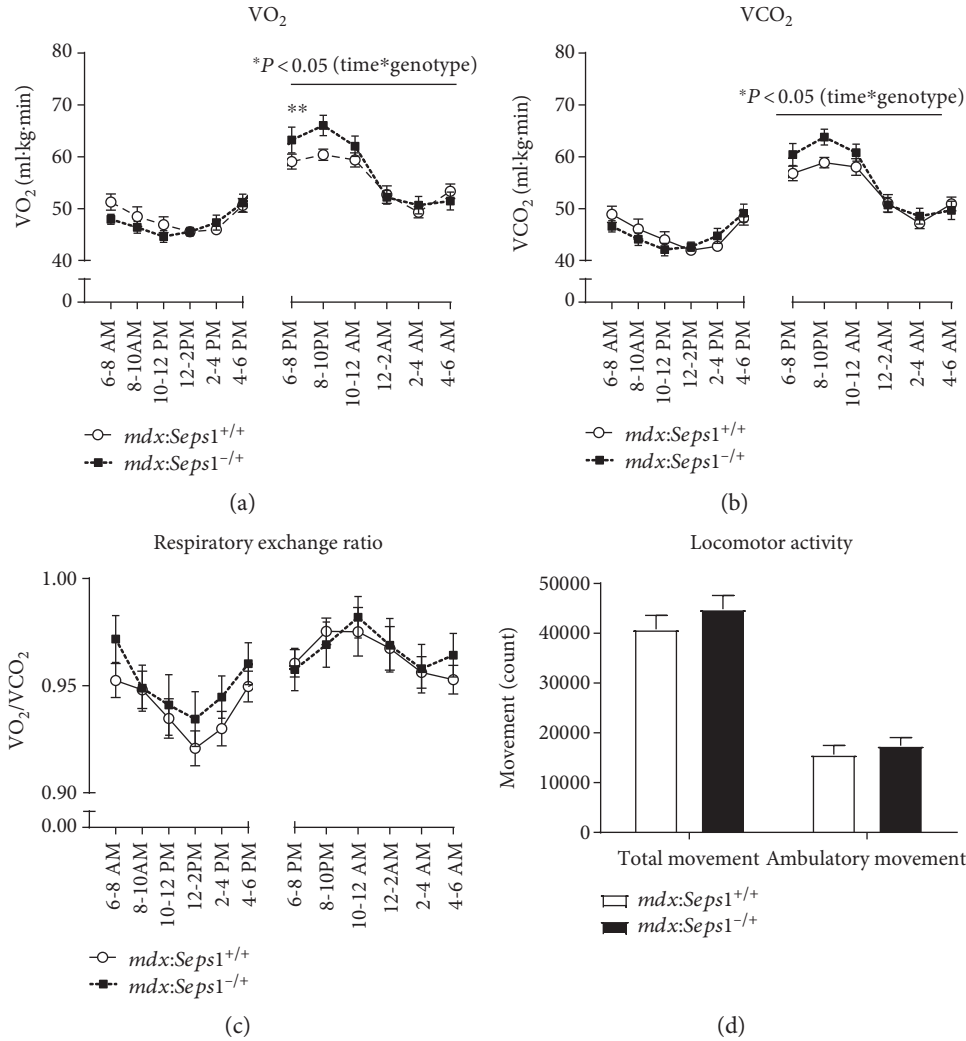 VO₂
80
*P < 0.05 (time*genotype)
**
70
60
50
40
0
VO₂ (ml·kg·min)
6-8 AM
8-10AM
10-12 PM
12-2PM
2-4 PM
4-6 PM
6-8 PM
8-10PM
10-12 AM
12-2AM
2-4 AM
4-6 AM
mdx:Seps1+/+
mdx:Seps1−/+
(a)
VCO₂
80
*P < 0.05 (time*genotype)
70
60
50
40
0
VCO₂ (ml·kg·min)
6-8 AM
8-10AM
10-12 PM
12-2PM
2-4 PM
4-6 PM
6-8 PM
8-10PM
10-12 AM
12-2AM
2-4 AM
4-6 AM
mdx:Seps1+/+
mdx:Seps1−/+
(b)
Respiratory exchange ratio
1.00
0.95
0.90
0.00
VO₂/VCO₂
6-8 AM
8-10AM
10-12 PM
12-2PM
2-4 PM
4-6 PM
6-8 PM
8-10PM
10-12 AM
12-2AM
2-4 AM
4-6 AM
mdx:Seps1+/+
mdx:Seps1−/+
(c)
Locomotor activity
50000
40000
30000
20000
10000
0
Movement (count)
Total movement Ambulatory movement
mdx:Seps1+/+
mdx:Seps1−/+
(d)